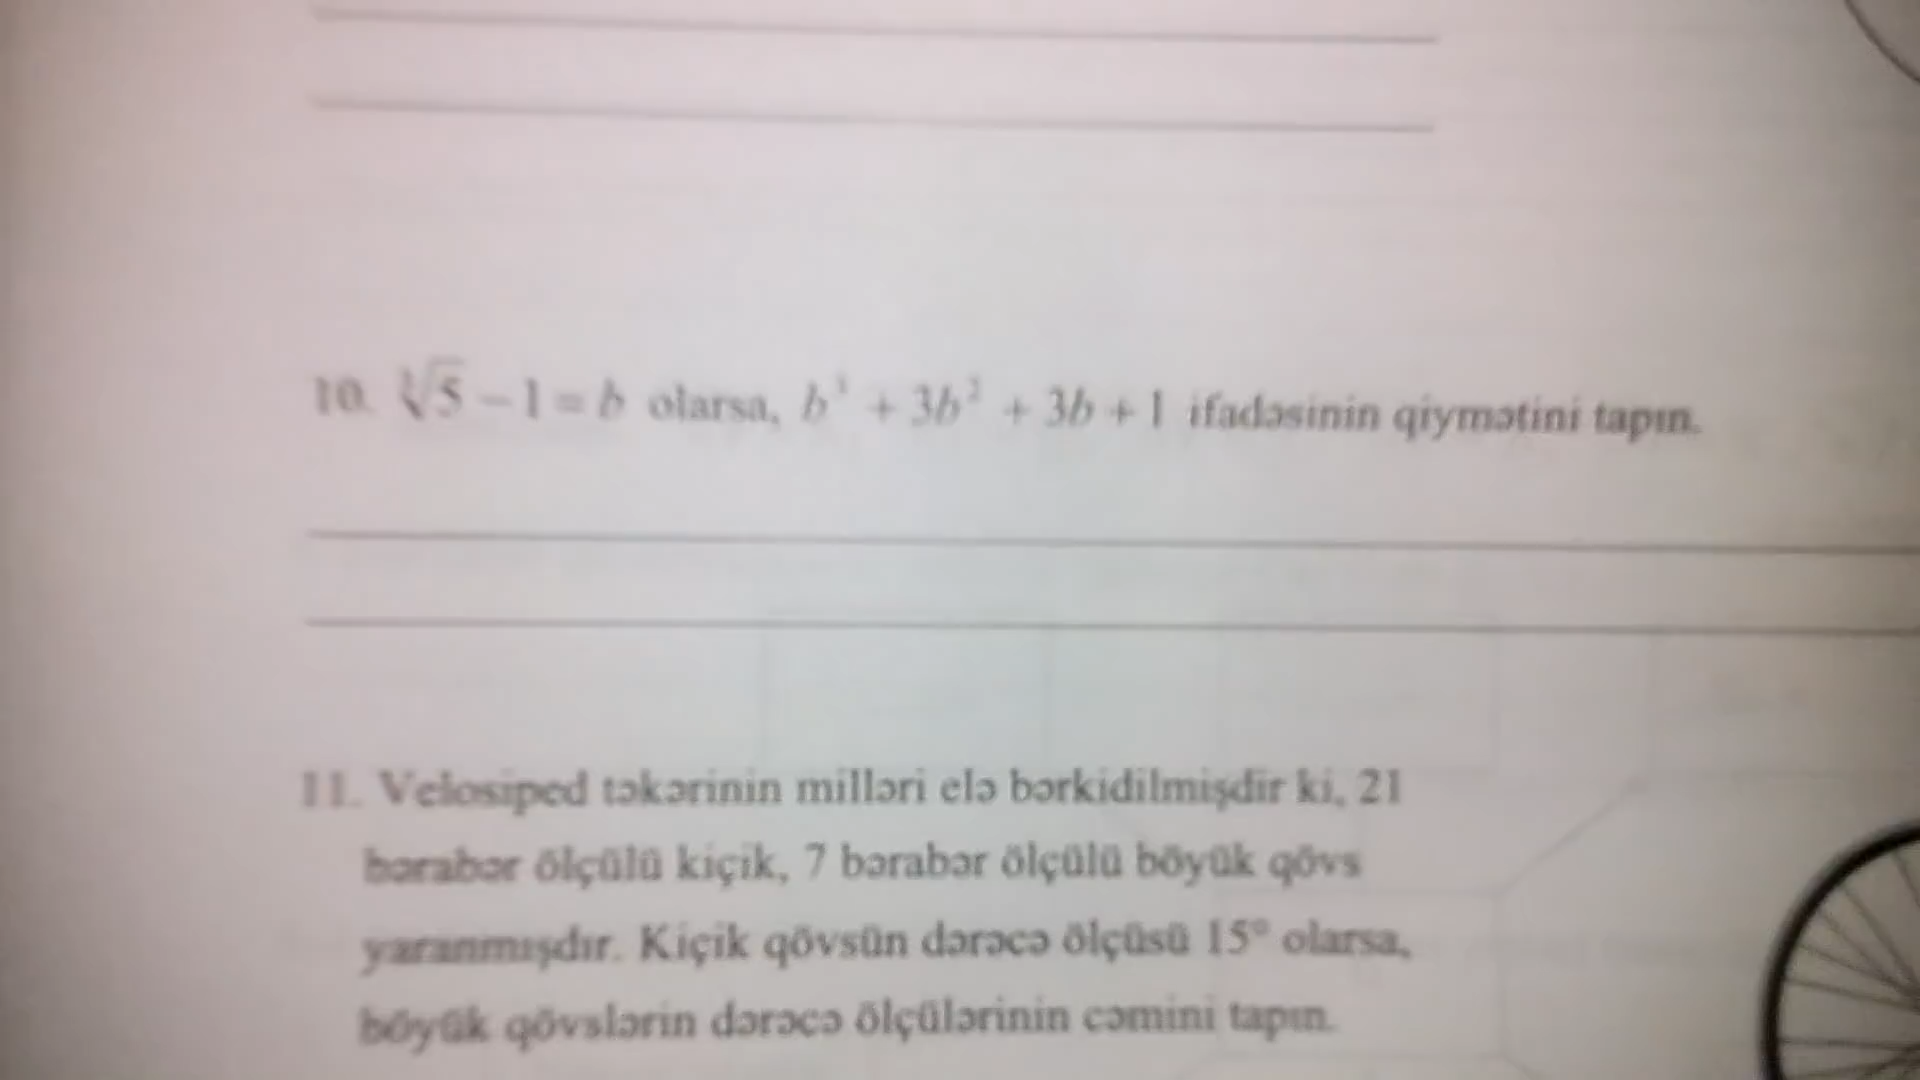 10. ∛5 − 1 = b olarsa, b³ + 3b² + 3b + 1 ifadəsinin qiymətini tapın.
11. Velosiped təkərinin milləri elə bərkidilmişdir ki, 21
bərabər ölçülü kiçik, 7 bərabər ölçülü böyük qövs
yaranmışdır. Kiçik qövsün dərəcə ölçüsü 15° olarsa,
böyük qövslərin dərəcə ölçülərinin cəmini tapın.